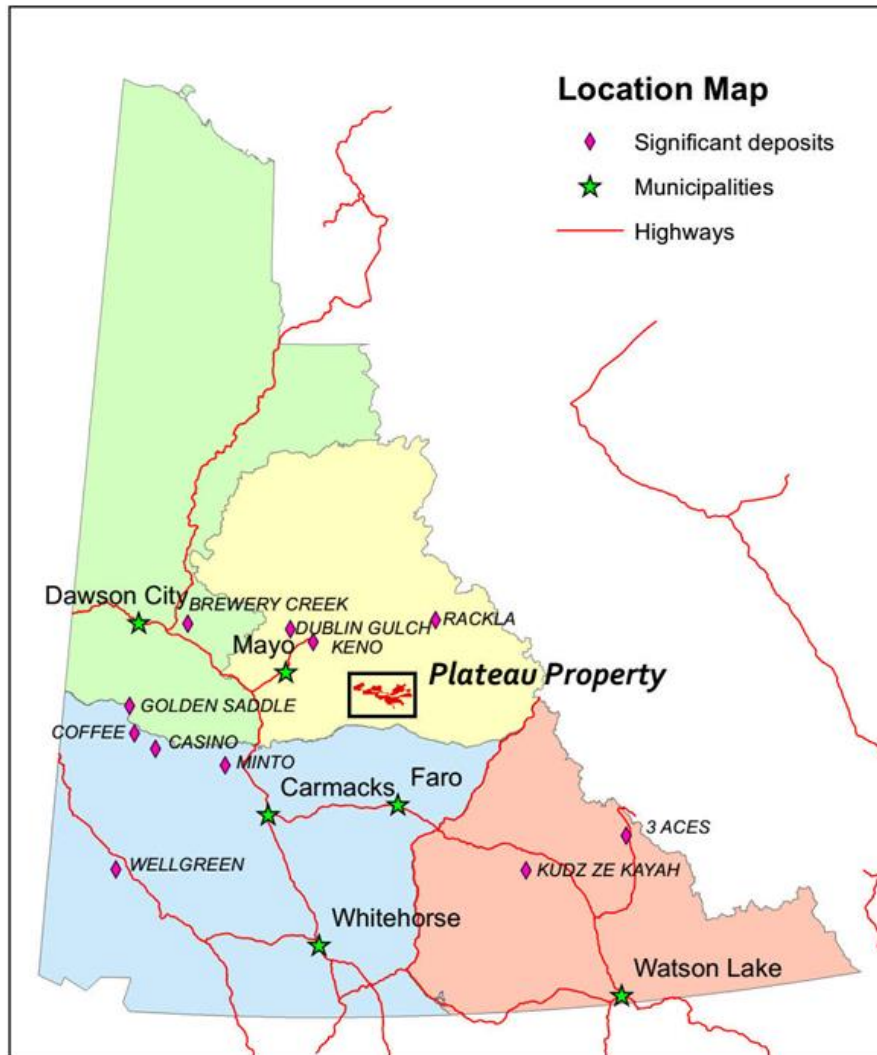 Location Map
Significant deposits
Municipalities
Highways
Dawson City
BREWERY CREEK
DUBLIN GULCH
RACKLA
Mayo
KENO
Plateau Property
GOLDEN SADDLE
COFFEE
CASINO
MINTO
Carmacks
Faro
3 ACES
WELLGREEN
KUDZ ZE KAYAH
Whitehorse
Watson Lake